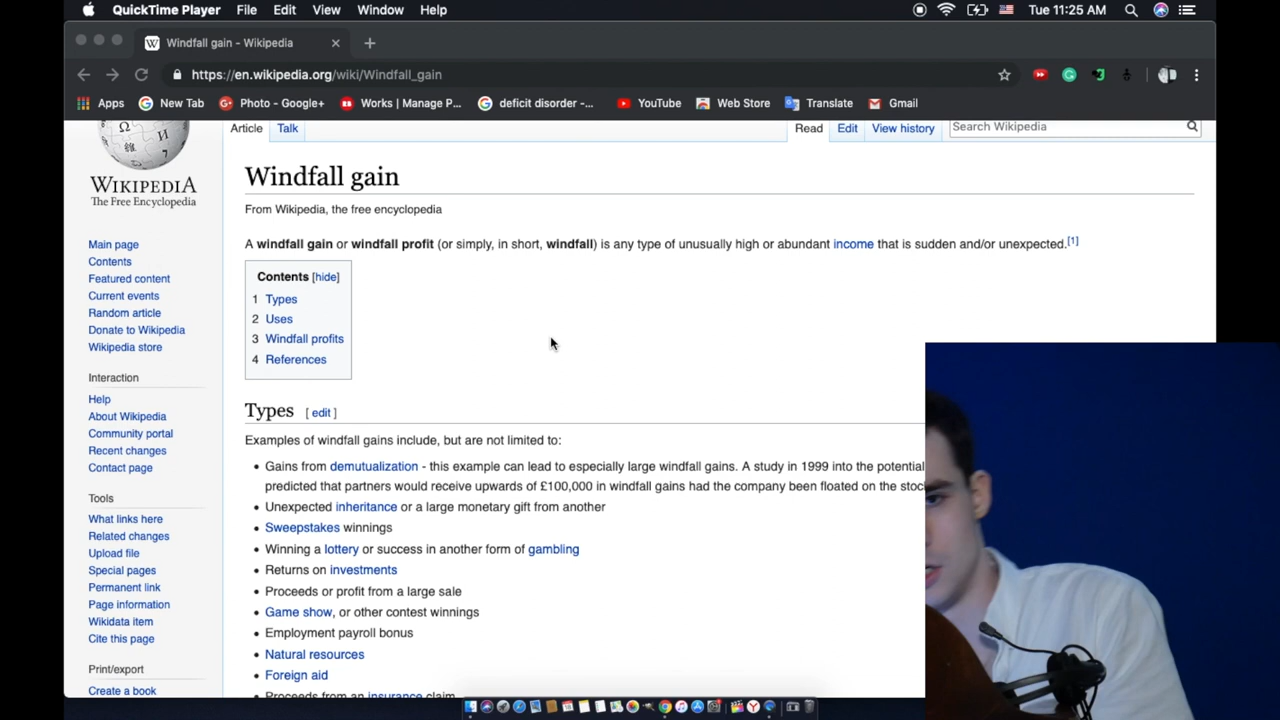 QuickTime Player File Edit View Window Help Tue 11:25 AM
Windfall gain - Wikipedia
https://en.wikipedia.org/wiki/Windfall_gain
Apps New Tab Photo - Google+ Works | Manage P... deficit disorder -... YouTube Web Store Translate Gmail
Article Talk Read Edit View history Search Wikipedia
WIKIPEDIA
The Free Encyclopedia
Main page
Contents
Featured content
Current events
Random article
Donate to Wikipedia
Wikipedia store
Interaction
Help
About Wikipedia
Community portal
Recent changes
Contact page
Tools
What links here
Related changes
Upload file
Special pages
Permanent link
Page information
Wikidata item
Cite this page
Print/export
Create a book
Windfall gain
From Wikipedia, the free encyclopedia
A windfall gain or windfall profit (or simply, in short, windfall) is any type of unusually high or abundant income that is sudden and/or unexpected.[1]
Contents [hide]
1 Types
2 Uses
3 Windfall profits
4 References
Types [ edit ]
Examples of windfall gains include, but are not limited to:
• Gains from demutualization - this example can lead to especially large windfall gains. A study in 1999 into the potential
predicted that partners would receive upwards of £100,000 in windfall gains had the company been floated on the
• Unexpected inheritance or a large monetary gift from another
• Sweepstakes winnings
• Winning a lottery or success in another form of gambling
• Returns on investments
• Proceeds or profit from a large sale
• Game show, or other contest winnings
• Employment payroll bonus
• Natural resources
• Foreign aid
• Proceeds from an insurance claim